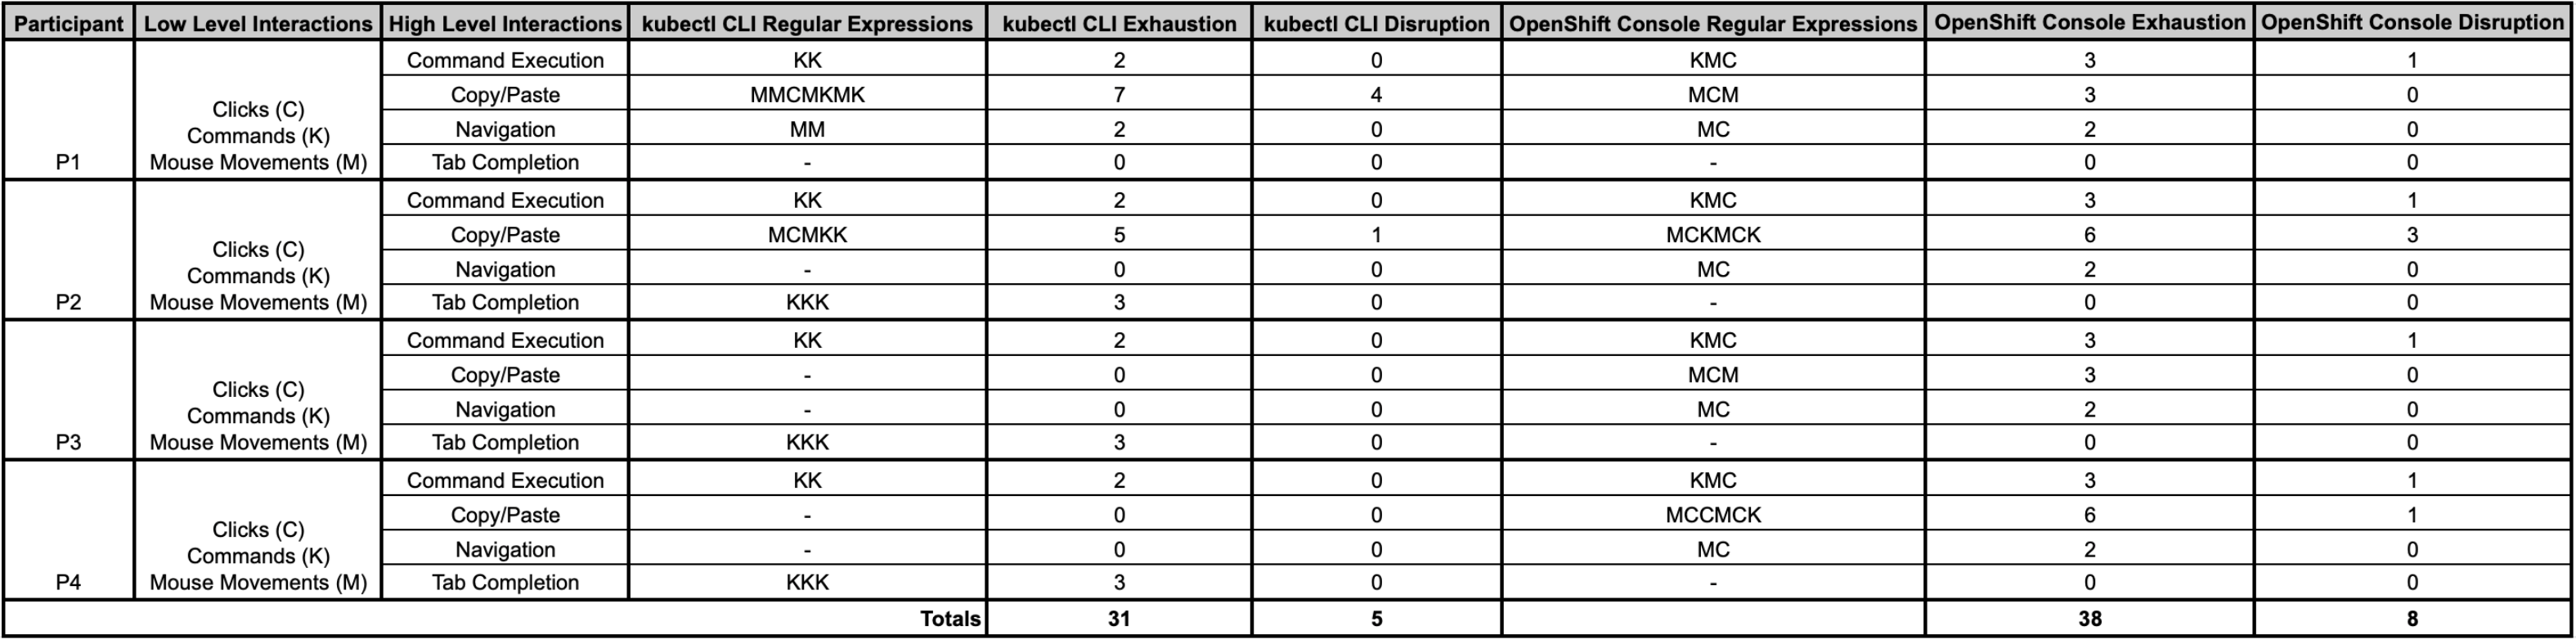 Participant Low Level Interactions High Level Interactions kubectl CLI Regular Expressions kubectl CLI Exhaustion kubectl CLI Disruption OpenShift Console Regular Expressions OpenShift Console Exhaustion OpenShift Console Disruption
Command Execution KK 2 0 KMC 3 1
Clicks (C) Copy/Paste MMCMKMK 7 4 MCM 3 0
Commands (K) Navigation MM 2 0 MC 2 0
P1 Mouse Movements (M) Tab Completion - 0 0 - 0 0
Command Execution KK 2 0 KMC 3 1
Clicks (C) Copy/Paste MCMKK 5 1 MCKMCK 6 3
Commands (K) Navigation - 0 0 MC 2 0
P2 Mouse Movements (M) Tab Completion KKK 3 0 - 0 0
Command Execution KK 2 0 KMC 3 1
Clicks (C) Copy/Paste - 0 0 MCM 3 0
Commands (K) Navigation - 0 0 MC 2 0
P3 Mouse Movements (M) Tab Completion KKK 3 0 - 0 0
Command Execution KK 2 0 KMC 3 1
Clicks (C) Copy/Paste - 0 0 MCCMCK 6 1
Commands (K) Navigation - 0 0 MC 2 0
P4 Mouse Movements (M) Tab Completion KKK 3 0 - 0 0
Totals 31 5 38 8